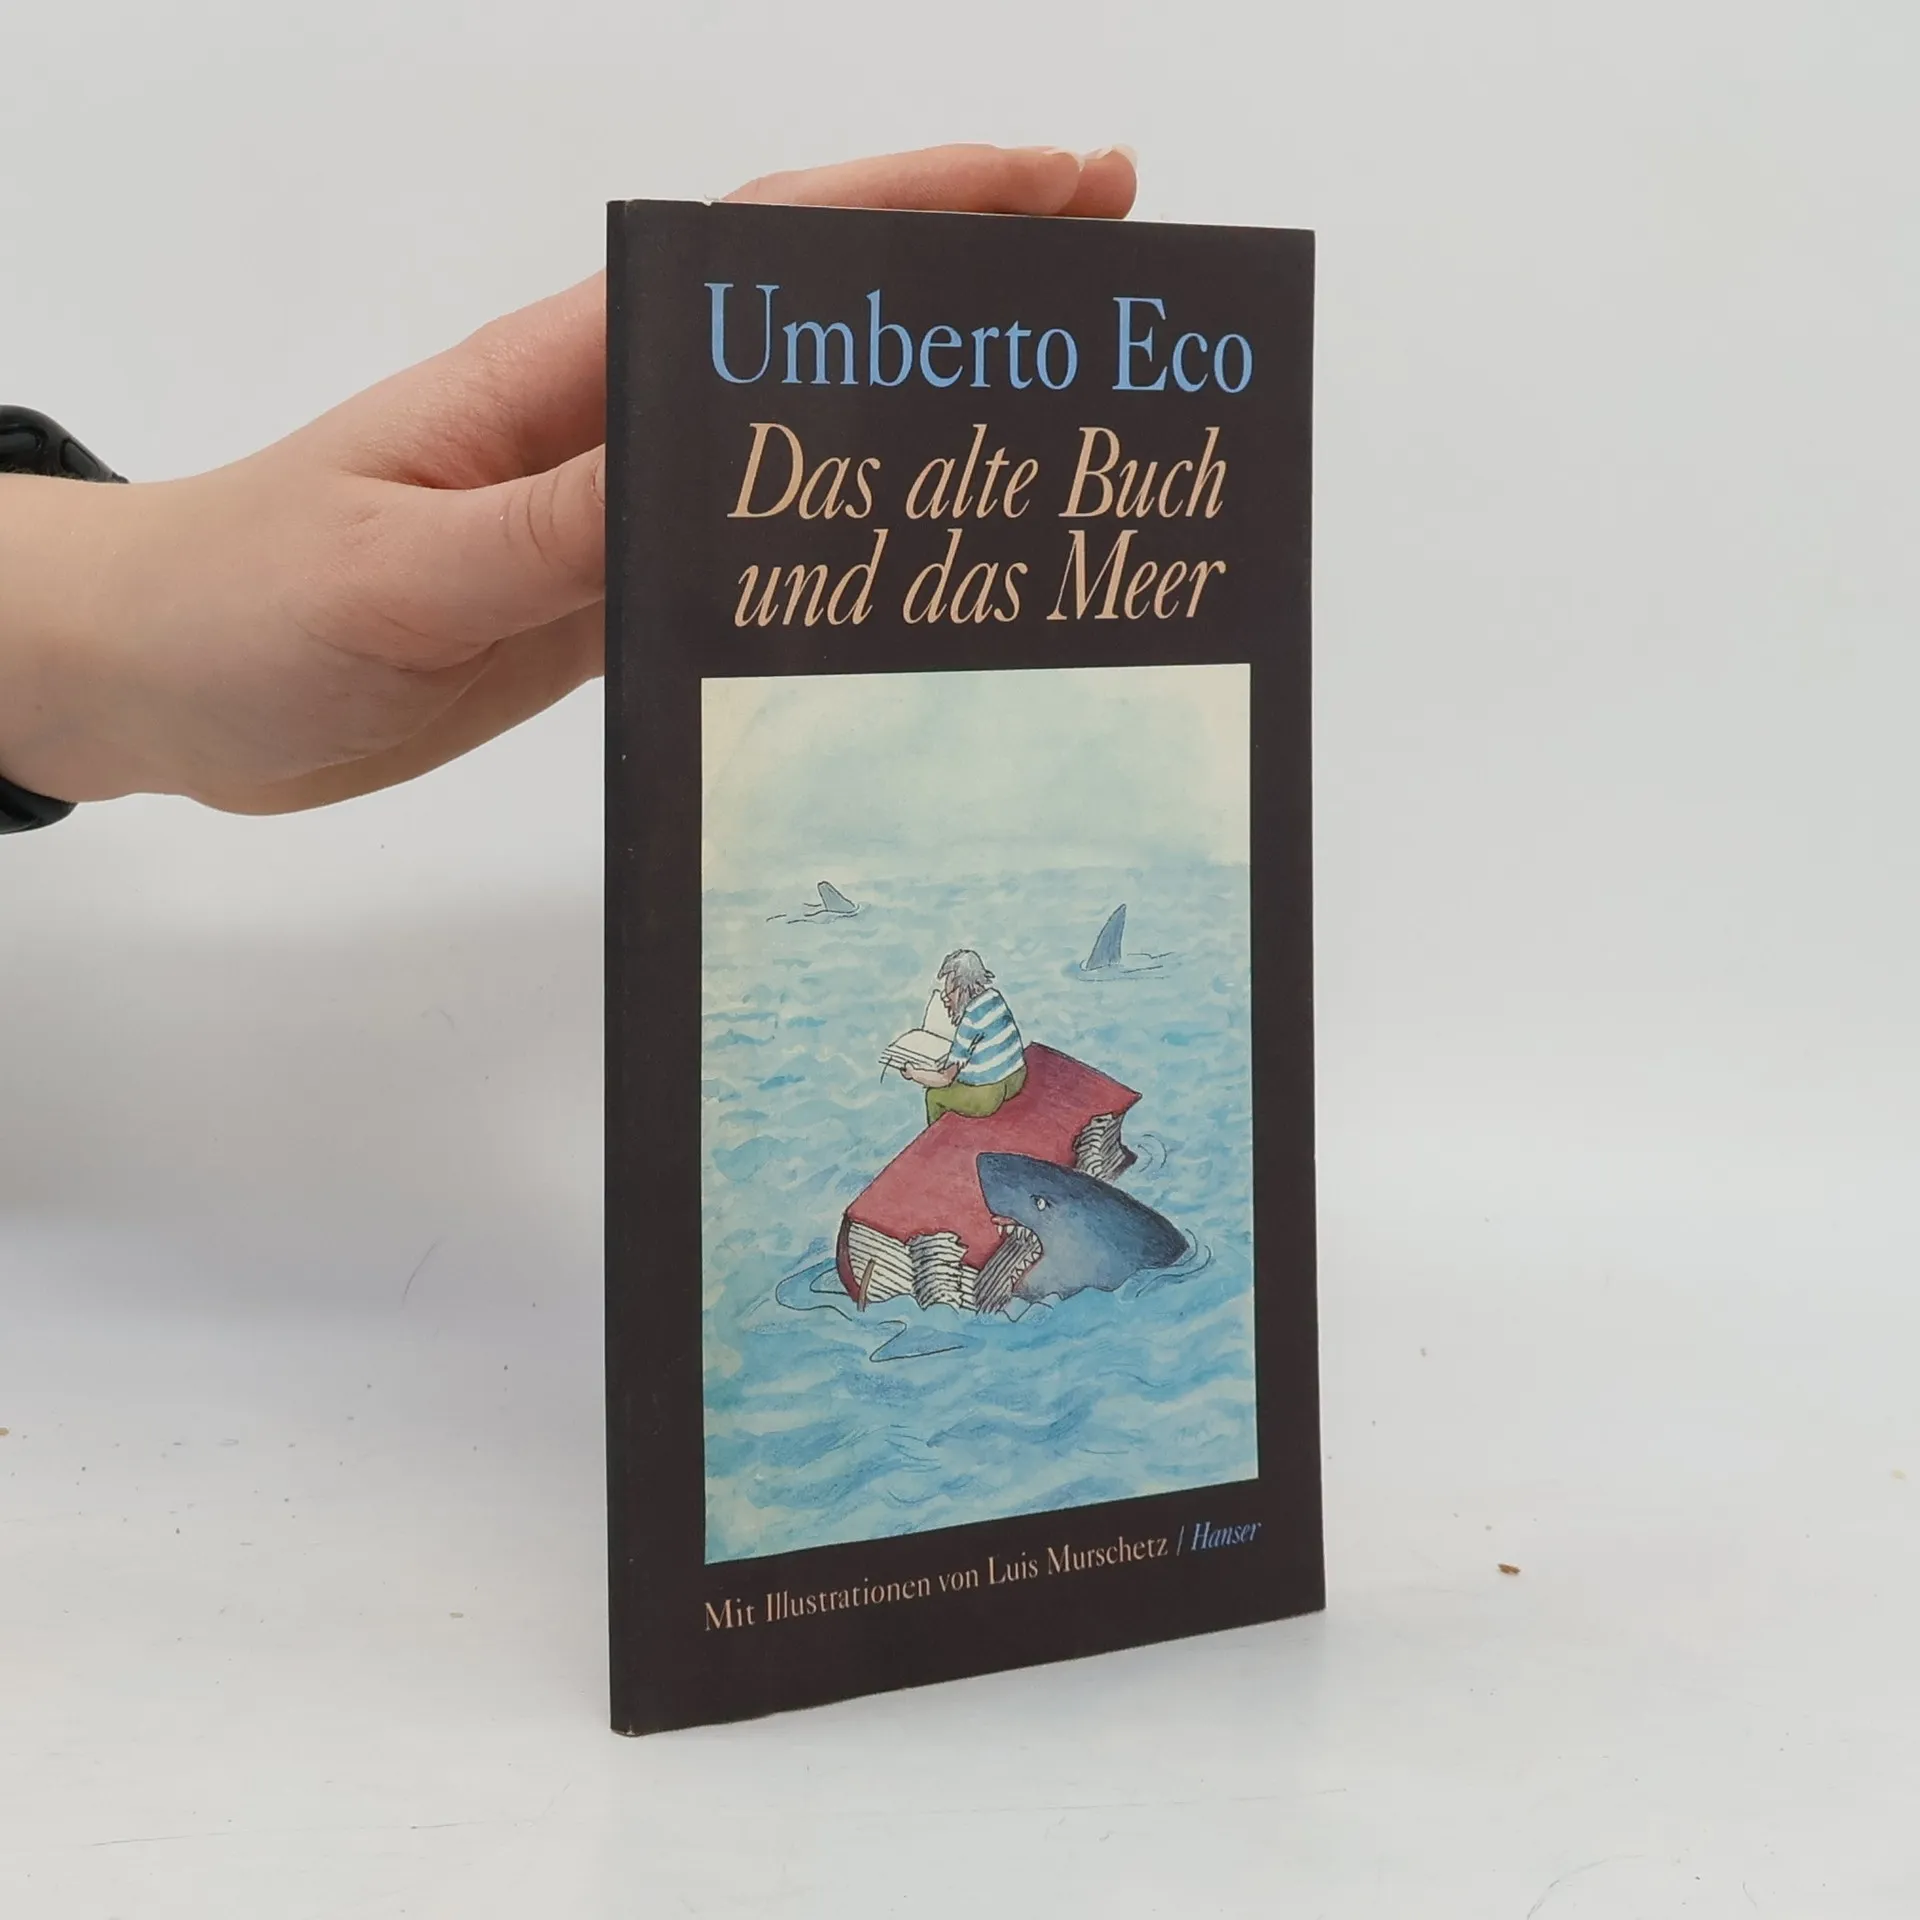 Umberto Eco
Das alte Buch
und das Meer
Mit Illustrationen von Luis Murschetz / Hanser